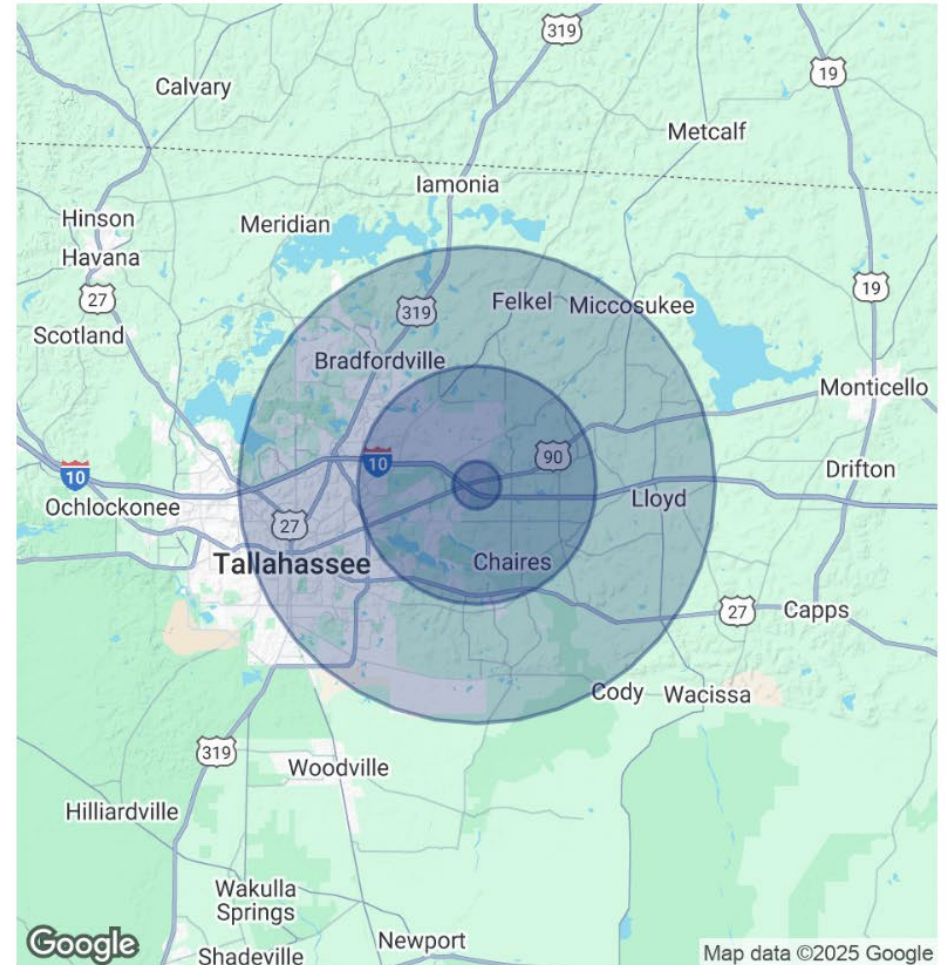 319
19
Calvary
Metcalf
Iamonia
Hinson
Meridian
Havana
27
319
Felkel
Miccosukee
19
Scotland
Bradfordville
Monticello
10
10
90
Drifton
Ochlockonee
27
Lloyd
Tallahassee
Chaires
27
Capps
Cody
Wacissa
319
Woodville
Hilliardville
Wakulla
Springs
Newport
Google
Shadeville
Map data ©2025 Google